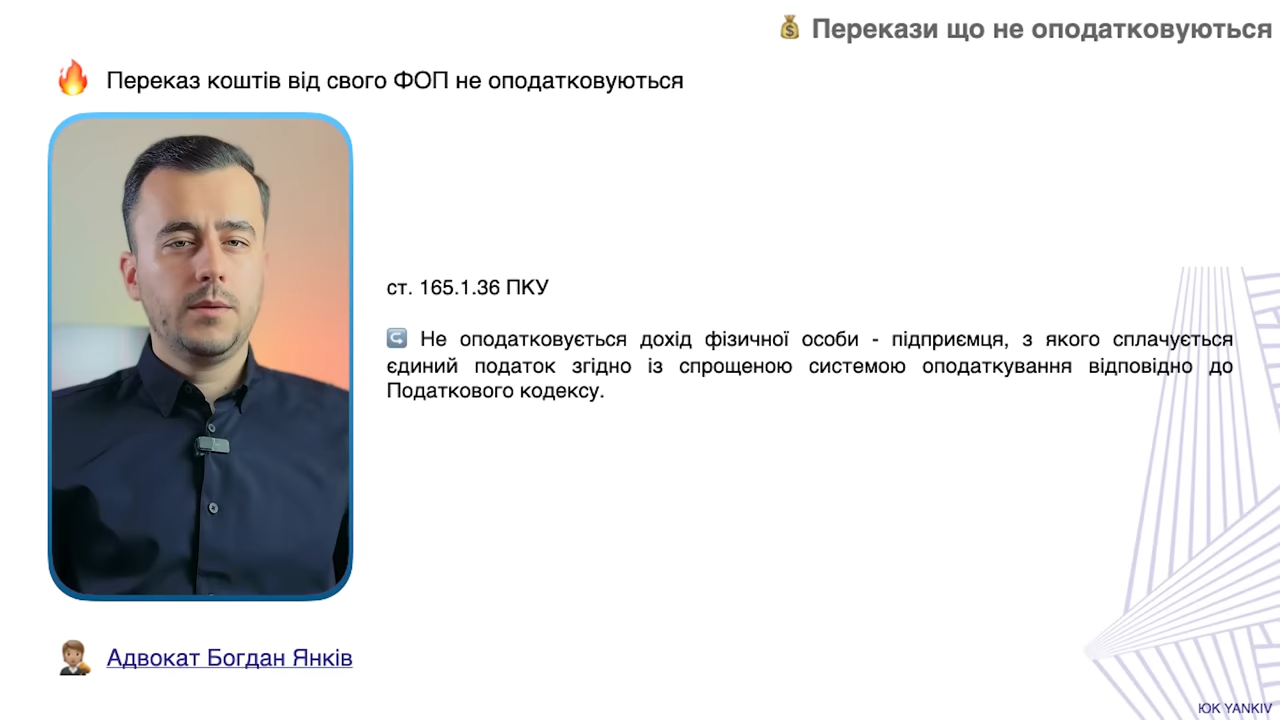 Перекази що не оподатковуються
Переказ коштів від свого ФОП не оподатковуються
ст. 165.1.36 ПКУ
Не оподатковується дохід фізичної особи - підприємця, з якого сплачується
єдиний податок згідно із спрощеною системою оподаткування відповідно до
Податкового кодексу.
Адвокат Богдан Янків
ЮК YANKIV